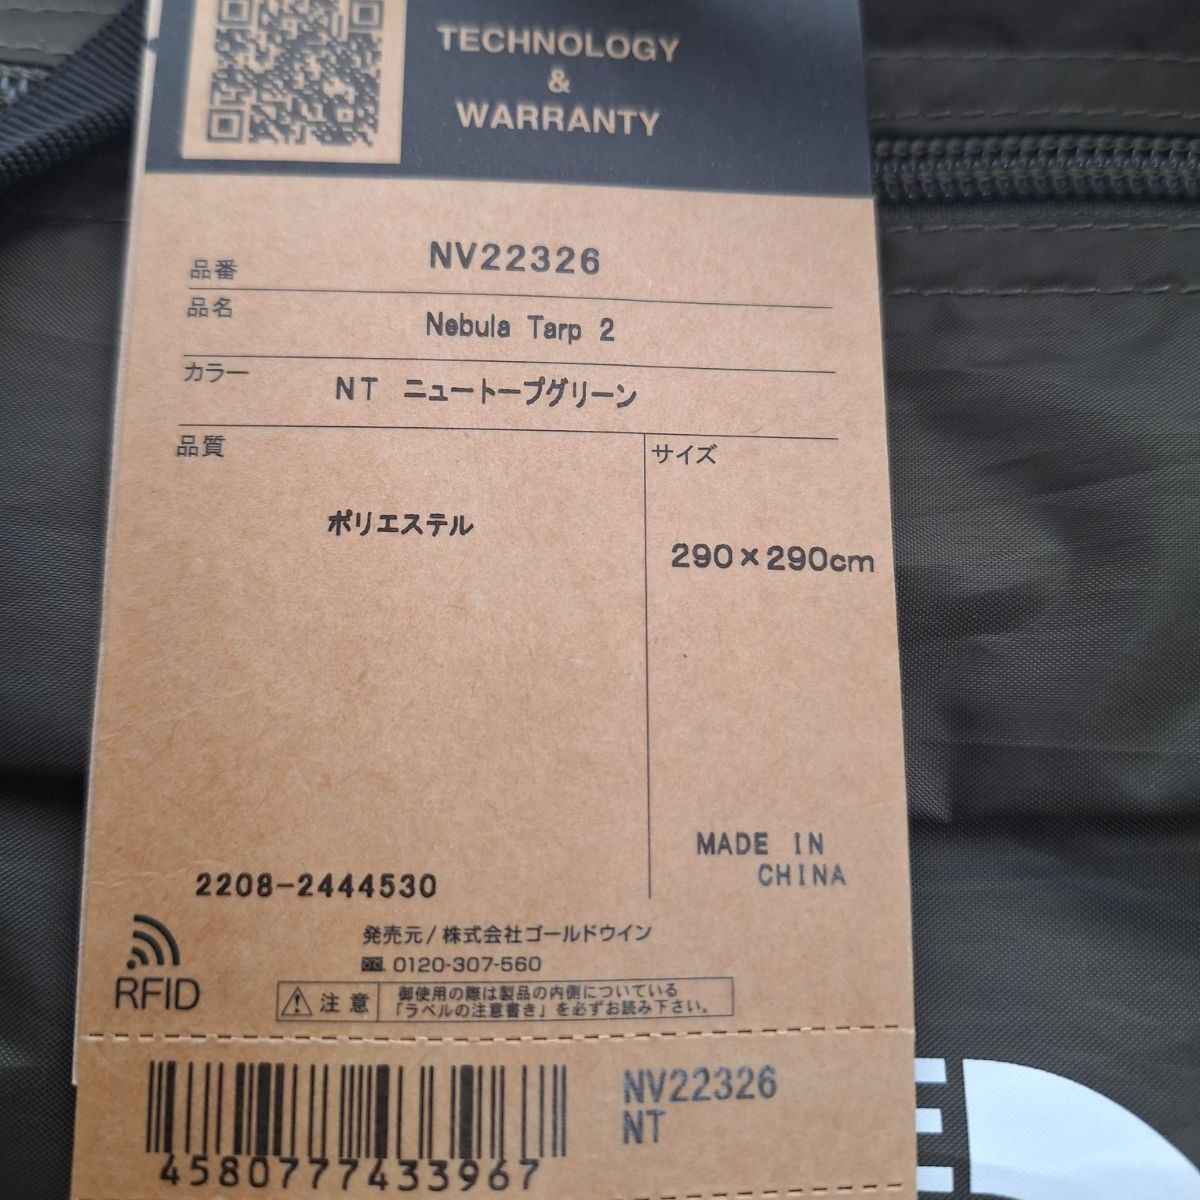 TECHNOLOGY
&
WARRANTY
品番 NV22326
品名 Nebula Tarp 2
カラー NT ニュートープグリーン
品質
ポリエステル
サイズ
290×290cm
MADE IN
CHINA
2208-2444530
RFID
発売元/株式会社ゴールドウイン
0120-307-560
注意
御使用の際は製品の内側についている
「ラベルの注意書き」を必ずお読み下さい。
4580777433967
NV22326
NT
E